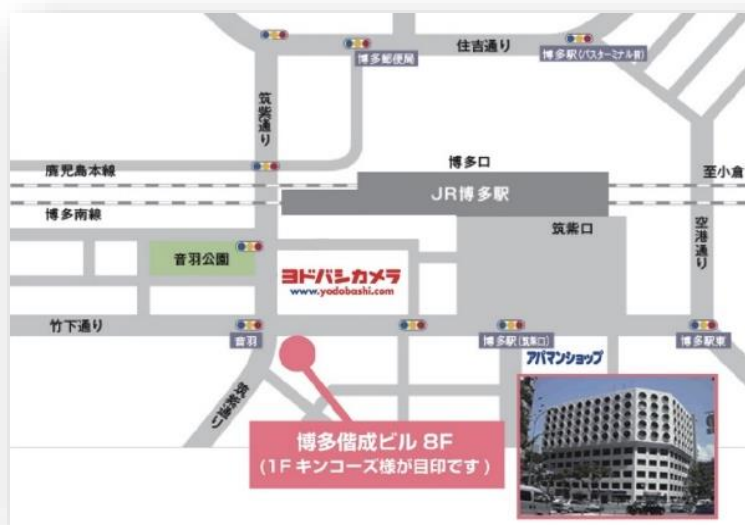 住吉通り
博多郵便局
博多駅(バスターミナル前)
筑紫通り
鹿児島本線
博多口
至小倉
JR博多駅
博多南線
筑紫口
空港通り
音羽公園
ヨドバシカメラ
www.yodobashi.com
竹下通り
音羽
博多駅(筑紫口)
博多駅東
アパマンショップ
筑紫通り
博多偕成ビル 8F
(1F キンコーズ様が目印です)